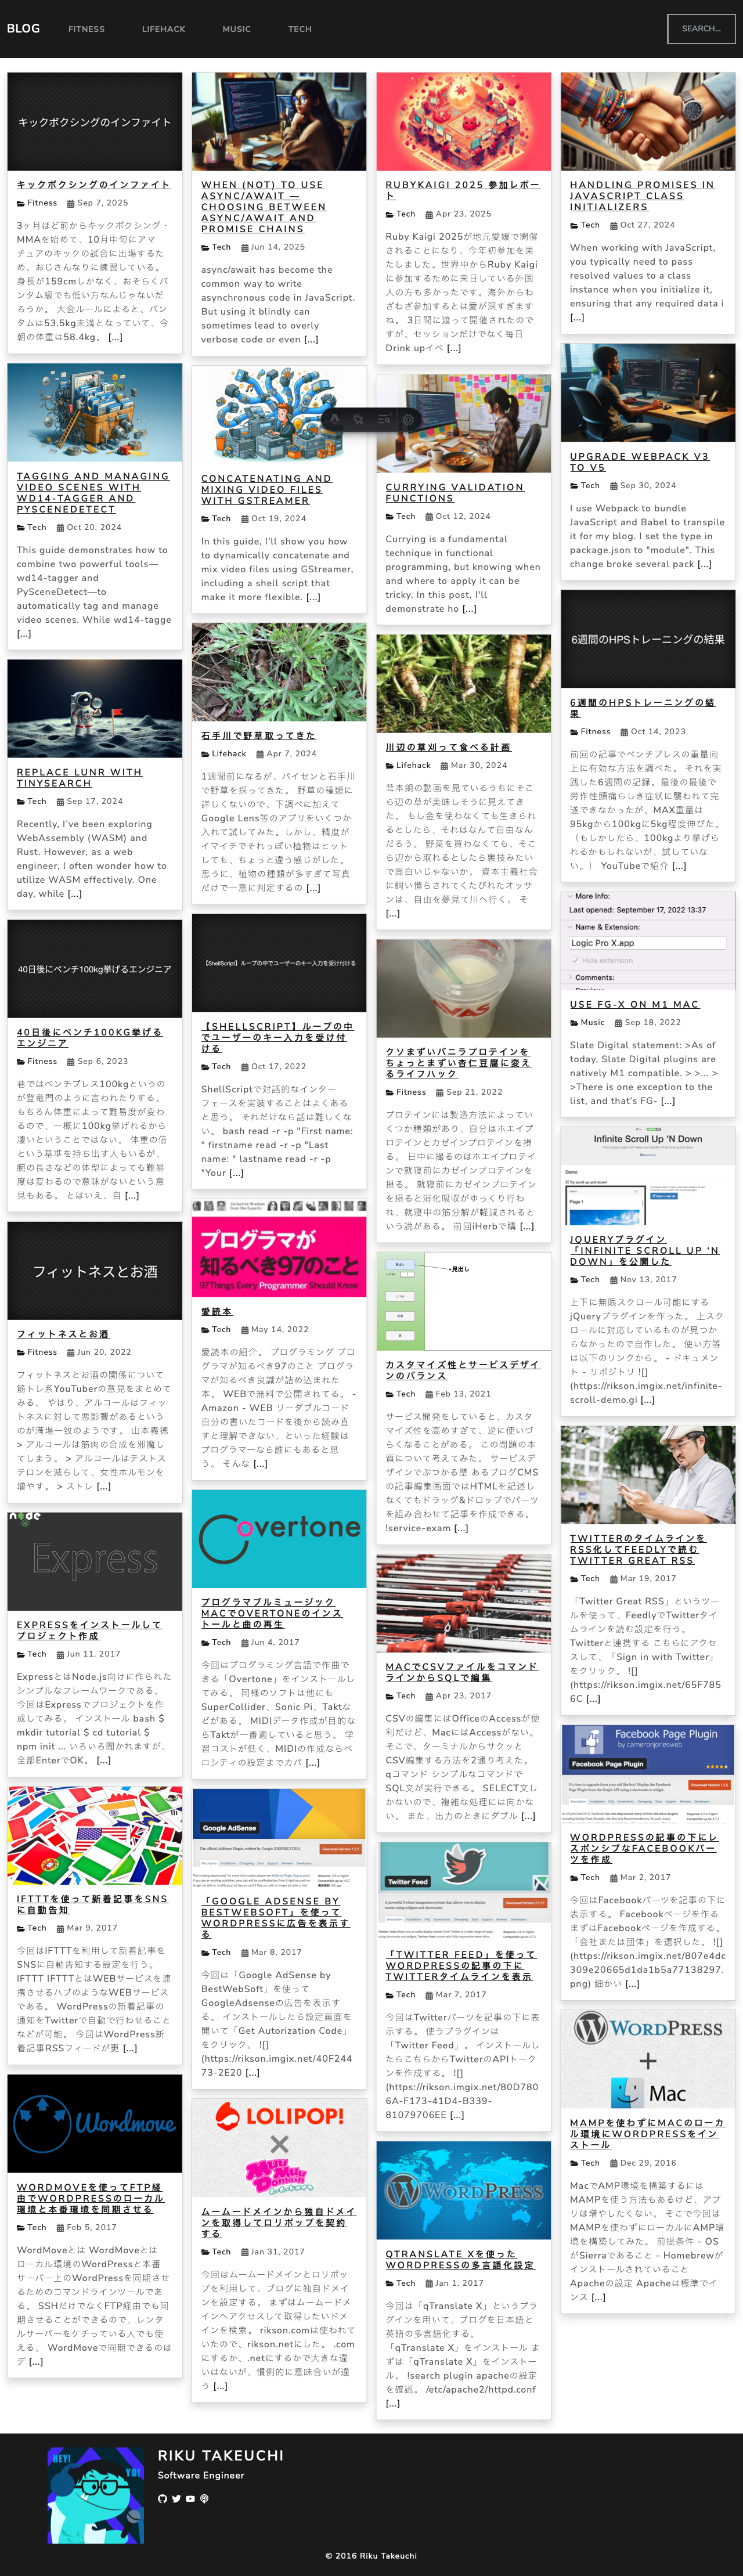 BLOG
FITNESS
LIFEHACK
MUSIC
TECH
SEARCH...
キックボクシングのインファイト
キックボクシングのインファイト
Fitness Sep 7, 2025
3ヶ月ほど前からキックボクシング・
MMAを始めて、10月中旬にアマ
チュアのキックの試合に出場するた
め、おじさんなりに練習している。
身長が159cmしかなく、おそらくバ
ンタム級でも低い方なんじゃないだ
ろうか。 大会ルールによると、バン
タムは53.5kg未満となっていて、今
朝の体重は58.4kg。 [...]
TAGGING AND MANAGING
VIDEO SCENES WITH
WD14-TAGGER AND
PYSCENEDETECT
Tech Oct 20, 2024
This guide demonstrates how to
combine two powerful tools—
wd14-tagger and
PySceneDetect—to
automatically tag and manage
video scenes. While wd14-tagge
[...]
REPLACE LUNR WITH
TINYSEARCH
Tech Sep 17, 2024
Recently, I've been exploring
WebAssembly (WASM) and
Rust. However, as a web
engineer, I often wonder how to
utilize WASM effectively. One
day, while [...]
40日後にベンチ100kg挙げるエンジニア
40日後にベンチ100KG挙げる
エンジニア
Fitness Sep 6, 2023
巷ではベンチプレス100kgというの
が登竜門のように言われたりする。
もちろん体重によって難易度が変わ
るので、一概に100kg挙げれるから
凄いということではない。 体重の倍
という基準を持ち出す人もいるが、
腕の長さなどの体型によっても難易
度は変わるので意味がないという意
見もある。 とはいえ、自 [...]
フィットネスとお酒
フィットネスとお酒
Fitness Jun 20, 2022
フィットネスとお酒の関係について
筋トレ系YouTuberの意見をまとめて
みる。 やはり、アルコールはフィッ
トネスに対して悪影響があるという
のが満場一致のようです。 山本義徳
> アルコールは筋肉の合成を邪魔し
てしまう。 > アルコールはテストス
テロンを減らして、女性ホルモンを
増やす。 > ストレ [...]
node
Express
EXPRESSをインストールして
プロジェクト作成
Tech Jun 11, 2017
ExpressとはNode.js向けに作られた
シンプルなフレームワークである。
今回はExpressでプロジェクトを作
成してみる。 インストール bash $
mkdir tutorial $ cd tutorial $
npm init ... いろいろ聞かれますが、
全部EnterでOK。 [...]
IFTTTを使って新着記事をSNS
に自動告知
Tech Mar 9, 2017
今回はIFTTTを利用して新着記事を
SNSに自動告知する設定を行う。
IFTTT IFTTTとはWEBサービスを連
携させるハブのようなWEBサービス
である。 WordPressの新着記事の
通知をTwitterで自動で行わせること
などが可能。 今回はWordPress新
着記事RSSフィードが更 [...]
Wordmove
WORDMOVEを使ってFTP経
由でWORDPRESSのローカル
環境と本番環境を同期させる
Tech Feb 5, 2017
WordMoveとは WordMoveとは
ローカル環境のWordPressと本番
サーバー上のWordPressを同期させ
るためのコマンドラインツールであ
る。 SSHだけでなくFTP経由でも同
期させることができるので、レンタ
ルサーバーをケチっている人でも使
える。 WordMoveで同期できるのは
デ [...]
WHEN (NOT) TO USE
ASYNC/AWAIT —
CHOOSING BETWEEN
ASYNC/AWAIT AND
PROMISE CHAINS
Tech Jun 14, 2025
async/await has become the
common way to write
asynchronous code in JavaScript.
But using it blindly can
sometimes lead to overly
verbose code or even [...]
CONCATENATING AND
MIXING VIDEO FILES
WITH GSTREAMER
Tech Oct 19, 2024
In this guide, I'll show you how
to dynamically concatenate and
mix video files using GStreamer,
including a shell script that
make it more flexible. [...]
石手川で野草取ってきた
Lifehack Apr 7, 2024
1週間前になるが、パイセンと石手川
で野草を採ってきた。 野草の種類に
詳しくないので、下調べに加えて
Google Lens等のアプリをいくつか
入れて試してみた。しかし、精度が
イマイチでそれっぽい植物はヒット
しても、ちょっと違う感じがした。
思うに、植物の種類が多すぎて写真
だけで一意に判定するの [...]
【ShellScript】ループの中でユーザーのキー入力を受け付ける
【SHELLSCRIPT】ループの中
でユーザーのキー入力を受け付
ける
Tech Oct 17, 2022
ShellScriptで対話的なインター
フェースを実装することはよくある
と思う。 それだけなら話は難しくな
い。 bash read -r -p "First name:
" firstname read -r -p "Last
name: " lastname read -r -p
"Your [...]
Collective Wisdom
from the Experts
プログラマが
知るべき97のこと
97 Things Every Programmer Should Know
愛読本
Tech May 14, 2022
愛読本の紹介。 プログラミング プロ
グラマが知るべき97のこと プログラ
マが知るべき良識が詰め込まれた
本。 WEBで無料で公開されてる。 -
Amazon - WEB リーダブルコード
自分の書いたコードを後から読み直
すと理解できない、といった経験は
プログラマーなら誰にもあると思
う。 そんな [...]
Overtone
プログラマブルミュージック
MACでOVERTONEのインス
トールと曲の再生
Tech Jun 4, 2017
今回はプログラミング言語で作曲で
きる「Overtone」をインストールし
てみる。 同様のソフトは他にも
SuperCollider、Sonic Pi、Taktな
どがある。 MIDIデータ作成が目的な
らTaktが一番適していると思う。 学
習コストが低く、MIDIの作成ならベ
ロシティの設定までカバ [...]
Google AdSense
「GOOGLE ADSENSE BY
BESTWEBSOFT」を使って
WORDPRESSに広告を表示す
る
Tech Mar 8, 2017
今回は「Google AdSense by
BestWebSoft」を使って
GoogleAdsenseの広告を表示す
る。 インストールしたら設定画面を
開いて「Get Autorization Code」
をクリック。 ![]
(https://rikson.imgix.net/40F244
73-2E20 [...]
LOLIPOP!
ムームードメインから独自ドメイ
ンを取得してロリポップを契約
する
Tech Jan 31, 2017
今回はムームードメインとロリポッ
プを利用して、ブログに独自ドメイ
ンを設定する。 まずはムームードメ
インへアクセスして取得したいドメ
インを検索。 rikson.comは使われて
いたので、rikson.netにした。 .com
にするか、.netにするかで大きな違
いはないが、慣例的に意味合いが違
う [...]
RUBYKAIGI 2025 参加レポー
ト
Tech Apr 23, 2025
Ruby Kaigi 2025が地元愛媛で開催
されることになり、今年初参加を果
たしました。世界中からRuby Kaigi
に参加するために来日している外国
人の方も多かったです。海外からわ
ざわざ参加するとは愛が深すぎます
ね。 3日間に渡って開催されたので
すが、セッションだけでなく毎日
Drink upイベ [...]
CURRYING VALIDATION
FUNCTIONS
Tech Oct 12, 2024
Currying is a fundamental
technique in functional
programming, but knowing when
and where to apply it can be
tricky. In this post, I'll
demonstrate ho [...]
川辺の草刈って食べる計画
Lifehack Mar 30, 2024
茸本朗の動画を見ているうちにそこ
ら辺の草が美味しそうに見えてき
た。 もし金を使わなくても生きられ
るとしたら、それはなんて自由なん
だろう。 野菜を買わなくても、そこ
ら辺から取れるとしたら裏技みたい
で面白いじゃないか。 資本主義社会
に飼い慣らされてくたびれたオッサ
ンは、自由を夢見て川へ行く。 そ
[...]
クソまずいバニラプロテインを
ちょっとまずい杏仁豆腐に変え
るライフハック
Fitness Sep 21, 2022
プロテインには製造方法によってい
くつか種類があり、自分はホエイプ
ロテインとカゼインプロテインを摂
る。 日中に撮るのはホエイプロテイ
ンで就寝前にカゼインプロテインを
摂る。 就寝前にカゼインプロテイン
を摂ると消化吸収がゆっくり行わ
れ、就寝中の筋分解が軽減されると
いう説がある。 前回iHerbで購 [...]
見出し
カスタマイズ性とサービスデザイ
ンのバランス
Tech Feb 13, 2021
サービス開発をしていると、カスタ
マイズ性を高めすぎて、逆に使いづ
らくなることがある。 この問題の本
質について考えてみた。 サービスデ
ザインでぶつかる壁 あるブログCMS
の記事編集画面ではHTMLを記述し
なくてもドラッグ&ドロップでパーツ
を組み合わせて記事を作成できる。
!service-exam [...]
MACでCSVファイルをコマンド
ラインからSQLで編集
Tech Apr 23, 2017
CSVの編集にはOfficeのAccessが便
利だけど、MacにはAccessがない。
そこで、ターミナルからサクッと
CSV編集する方法を2通り考えた。
qコマンド シンプルなコマンドで
SQL文が実行できる。 SELECT文し
かないので、複雑な処理には向かな
い。 また、出力のときにダブル [...]
Twitter Feed
「TWITTER FEED」を使って
WORDPRESSの記事の下に
TWITTERタイムラインを表示
Tech Mar 7, 2017
今回はTwitterパーツを記事の下に表
示する。 使うプラグインは
「Twitter Feed」。 インストールし
たらこちらからTwitterのAPIトーク
ンを作成する。 ![]
(https://rikson.imgix.net/80D780
6A-F173-41D4-B339-
81079706EE [...]
WORDPRESS
QTRANSLATE Xを使った
WORDPRESSの多言語化設定
Tech Jan 1, 2017
今回は「qTranslate X」というプラ
グインを用いて、ブログを日本語と
英語の多言語化する。
「qTranslate X」をインストール ま
ずは「qTranslate X」をインストー
ル。 !search plugin apacheの設定
を確認。 /etc/apache2/httpd.conf
[...]
HANDLING PROMISES IN
JAVASCRIPT CLASS
INITIALIZERS
Tech Oct 27, 2024
When working with JavaScript,
you typically need to pass
resolved values to a class
instance when you initialize it,
ensuring that any required data i
[...]
UPGRADE WEBPACK V3
TO V5
Tech Sep 30, 2024
I use Webpack to bundle
JavaScript and Babel to transpile
it for my blog. I set the type in
package.json to "module". This
change broke several pack [...]
6週間のHPSトレーニングの結果
6週間のHPSトレーニングの結
果
Fitness Oct 14, 2023
前回の記事でベンチプレスの重量向
上に有効な方法を調べた。 それを実
践した6週間の記録。最後の最後で
労作性頭痛らしき症状に襲われて完
遂できなかったが、MAX重量は
95kgから100kgに5kg程度伸びた。
（もしかしたら、100kgより挙げら
れるかもしれないが、試していな
い。） YouTubeで紹介 [...]
More Info:
Last opened: September 17, 2022 13:37
Name & Extension:
Logic Pro X.app
Hide extension
Comments:
USE FG-X ON M1 MAC
Music Sep 18, 2022
Slate Digital statement: >As of
today, Slate Digital plugins are
natively M1 compatible. > >... >
>There is one exception to the
list, and that's FG- [...]
Infinite Scroll Up 'N Down
Demo
Page 1
JQUERYプラグイン
「INFINITE SCROLL UP 'N
DOWN」を公開した
Tech Nov 13, 2017
上下に無限スクロール可能にする
jQueryプラグインを作った。 上スク
ロールに対応しているものが見つか
らなかったので自作した。 使い方等
は以下のリンクから。 - ドキュメン
ト - リポジトリ ![]
(https://rikson.imgix.net/infinite-
scroll-demo.gi [...]
TWITTERのタイムラインを
RSS化してFEEDLYで読む
TWITTER GREAT RSS
Tech Mar 19, 2017
「Twitter Great RSS」というツー
ルを使って、FeedlyでTwitterタイ
ムラインを読む設定を行う。
Twitterと連携する こちらにアクセ
スして、「Sign in with Twitter」
をクリック。 ![]
(https://rikson.imgix.net/65F785
6C [...]
Facebook Page Plugin
by cameronjonesweb
Facebook Page Plugin
WORDPRESSの記事の下にレ
スポンシブなFACEBOOKパー
ツを作成
Tech Mar 2, 2017
今回はFacebookパーツを記事の下に
表示する。 Facebookページを作る
まずはFacebookページを作成する。
「会社または団体」を選択した。 ![]
(https://rikson.imgix.net/807e4dc
309e20665d1da1b5a77138297.
png) 細かい [...]
WORDPRESS
+
Mac
MAMPを使わずにMACのローカ
ル環境にWORDPRESSをイン
ストール
Tech Dec 29, 2016
MacでAMP環境を構築するには
MAMPを使う方法もあるけど、アプ
リは増やしたくない。 そこで今回は
MAMPを使わずにローカルにAMP環
境を構築してみた。 前提条件 - OS
がSierraであること - Homebrewが
インストールされていること
Apacheの設定 Apacheは標準でイ
ンス [...]
HEY!
YO!
RIKU TAKEUCHI
Software Engineer
© 2016 Riku Takeuchi